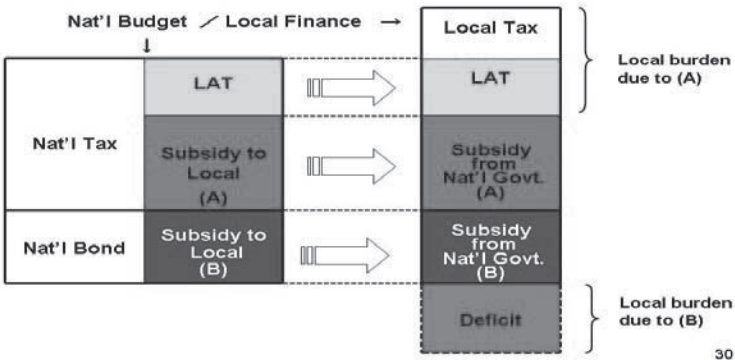 Nat'l Budget / Local Finance →
Local Tax
Local burden
due to (A)
LAT
LAT
Nat'l Tax
Subsidy to
Local
(A)
Subsidy
from
Nat'l Govt.
(A)
Nat'l Bond
Subsidy to
Local
(B)
Subsidy
from
Nat'l Govt.
(B)
Deficit
Local burden
due to (B)
30